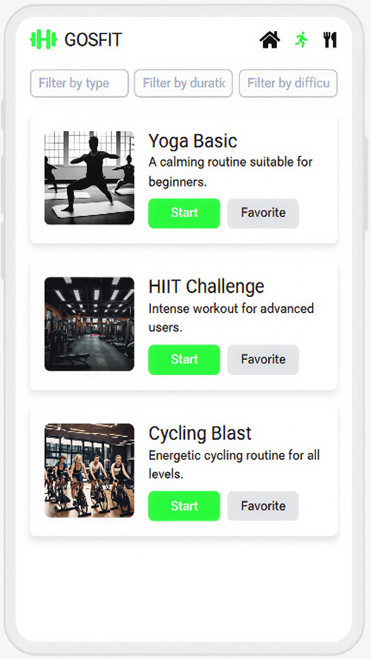 GOSFIT
Filter by type
Filter by duratic
Filter by difficu
Yoga Basic
A calming routine suitable for
beginners.
Start
Favorite
HIIT Challenge
Intense workout for advanced
users.
Start
Favorite
Cycling Blast
Energetic cycling routine for all
levels.
Start
Favorite